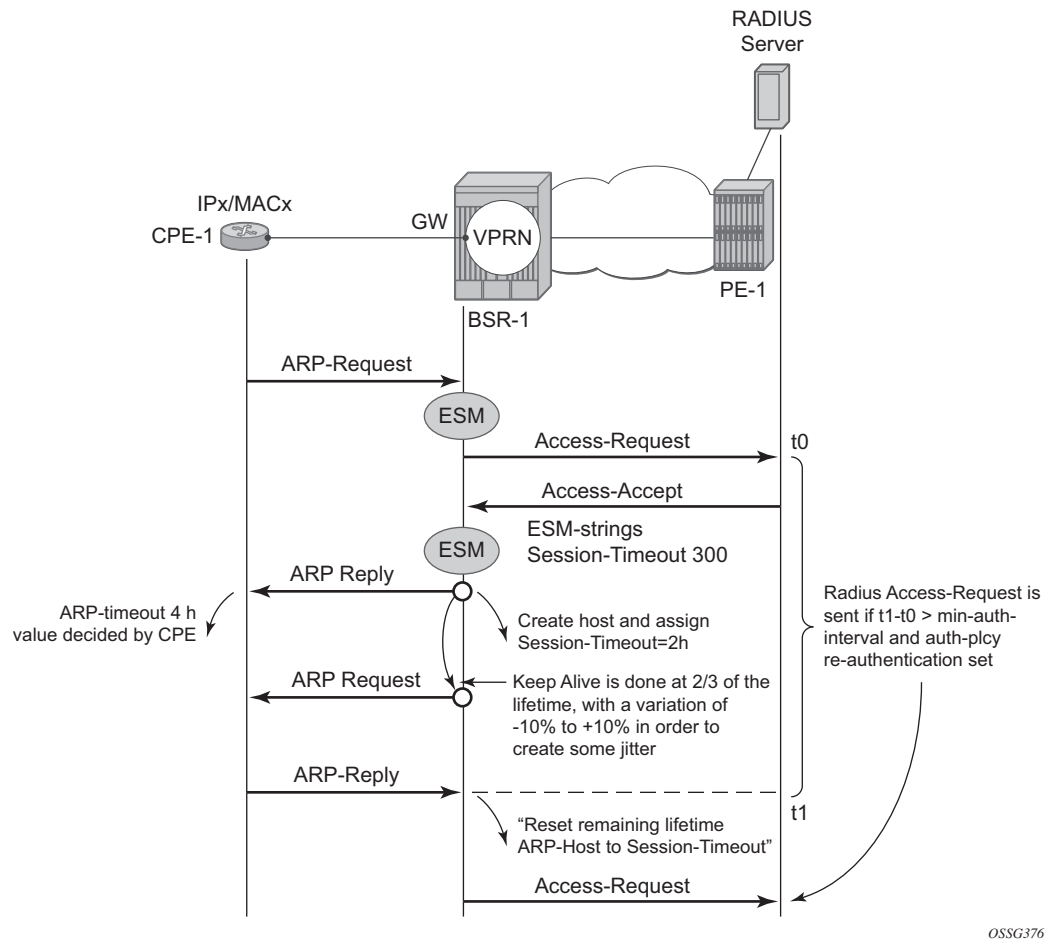 RADIUS
Server
IPx/MACx
CPE-1
GW
VPRN
BSR-1
PE-1
ARP-Request
ESM
Access-Request
t0
Access-Accept
ESM-strings
Session-Timeout 300
ESM
ARP Reply
ARP-timeout 4 h
value decided by CPE
Create host and assign
Session-Timeout=2h
Radius Access-Request is
sent if t1-t0 > min-auth-
interval and auth-plcy
re-authentication set
ARP Request
Keep Alive is done at 2/3 of the
lifetime, with a variation of
-10% to +10% in order to
create some jitter
ARP-Reply
t1
“Reset remaining lifetime
ARP-Host to Session-Timeout”
Access-Request
OSSG376